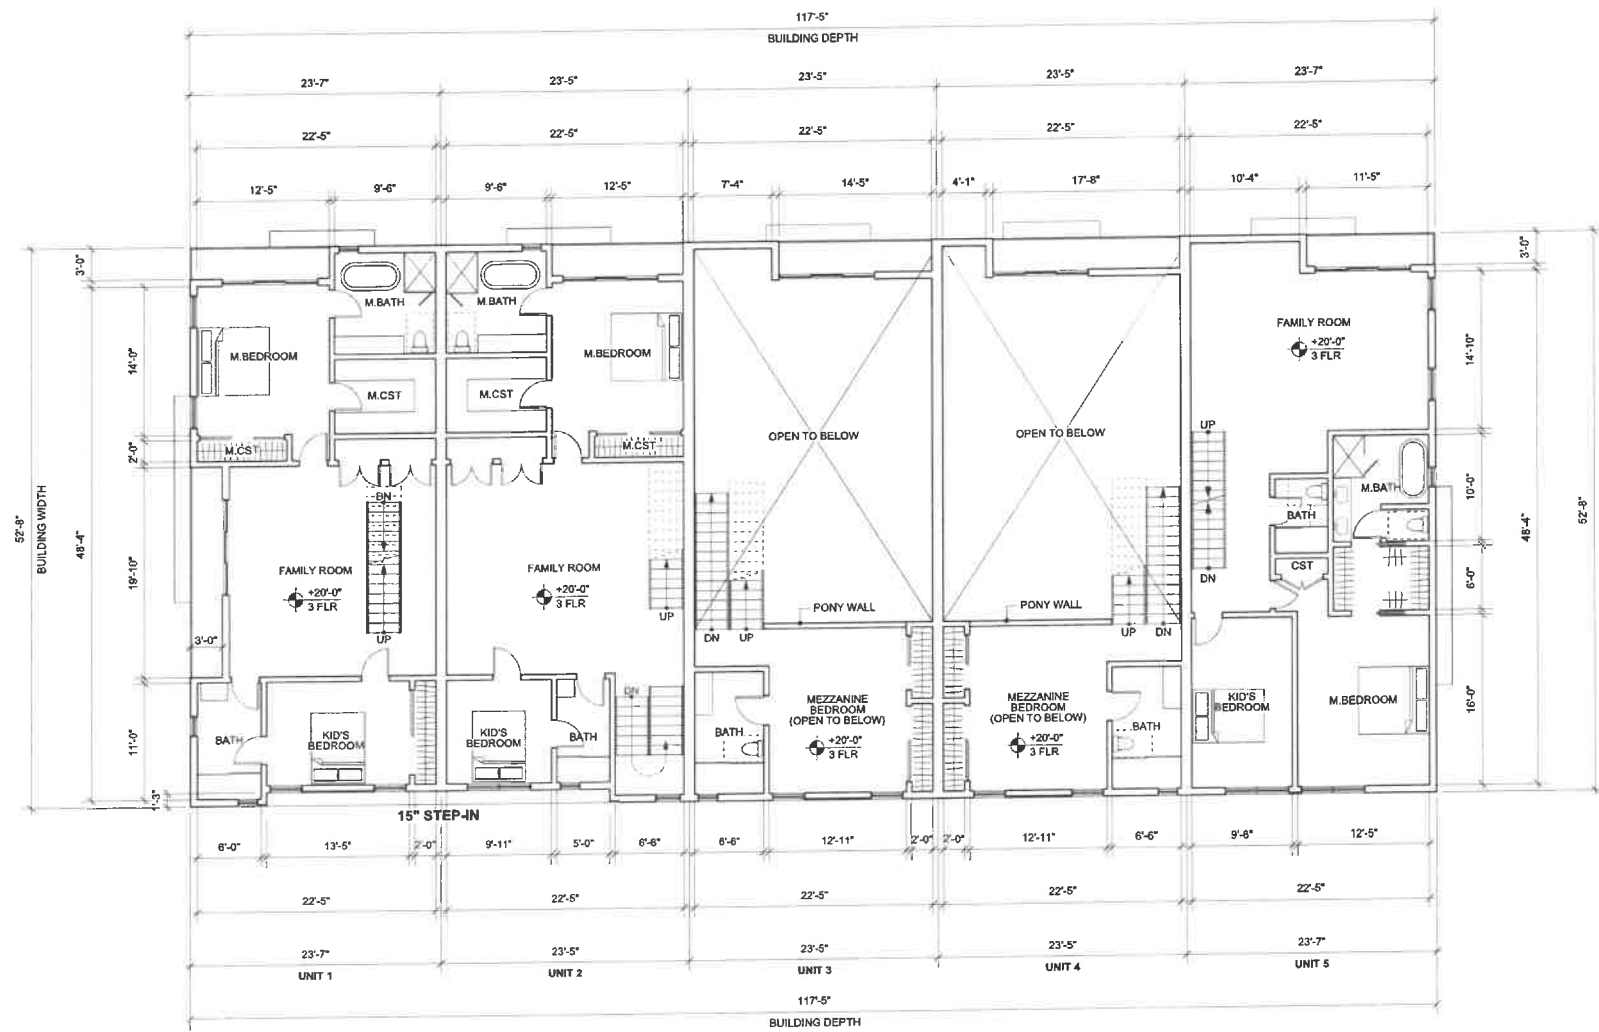 117'-5"
BUILDING DEPTH
23'-7"
23'-5"
23'-5"
23'-5"
23'-7"
22'-5"
22'-5"
22'-5"
22'-5"
22'-5"
12'-5"
9'-6"
9'-6"
12'-5"
7'-4"
14'-5"
4'-1"
17'-8"
10'-4"
11'-5"
52'-8"
BUILDING WIDTH
48'-4"
3'-0"
14'-0"
2'-0"
19'-10"
11'-0"
1'-3"
3'-0"
M.BEDROOM
M.BATH
M.CST
M.CST
DN
FAMILY ROOM
+20'-0"
3 FLR
UP
BATH
KID'S
BEDROOM
15" STEP-IN
M.BATH
M.BEDROOM
M.CST
M.CST
FAMILY ROOM
+20'-0"
3 FLR
UP
DN
KID'S
BEDROOM
BATH
OPEN TO BELOW
PONY WALL
DN
UP
BATH
MEZZANINE
BEDROOM
(OPEN TO BELOW)
+20'-0"
3 FLR
OPEN TO BELOW
PONY WALL
UP
DN
MEZZANINE
BEDROOM
(OPEN TO BELOW)
+20'-0"
3 FLR
BATH
FAMILY ROOM
+20'-0"
3 FLR
UP
DN
M.BATH
BATH
CST
KID'S
BEDROOM
M.BEDROOM
3'-0"
14'-10"
10'-0"
6'-0"
16'-0"
48'-4"
52'-8"
6'-0"
13'-5"
2'-0"
9'-11"
5'-0"
6'-6"
6'-6"
12'-11"
2'-0"
2'-0"
12'-11"
6'-6"
9'-6"
12'-5"
22'-5"
22'-5"
22'-5"
22'-5"
22'-5"
23'-7"
23'-5"
23'-5"
23'-5"
23'-7"
UNIT 1
UNIT 2
UNIT 3
UNIT 4
UNIT 5
117'-5"
BUILDING DEPTH